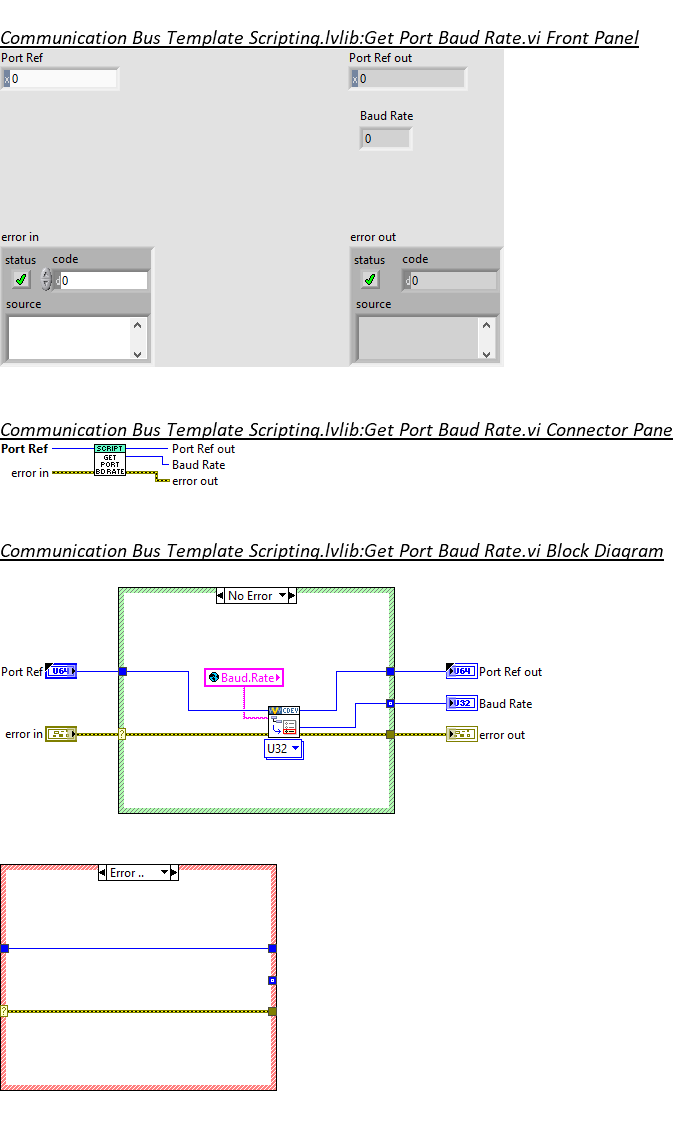 Communication Bus Template Scripting.lvlib:Get Port Baud Rate.vi Front Panel
Port Ref
Port Ref out
x 0
x 0
Baud Rate
0
error in
error out
status code
status code
d 0
d 0
source
source
Communication Bus Template Scripting.lvlib:Get Port Baud Rate.vi Connector Pane
Port Ref
error in
SCRIPT
GET
PORT
BD RATE
Port Ref out
Baud Rate
error out
Communication Bus Template Scripting.lvlib:Get Port Baud Rate.vi Block Diagram
No Error
Port Ref
U64
Baud.Rate
U64
Port Ref out
CDEV
U32
Baud Rate
error in
?
error out
U32
Error ..
?